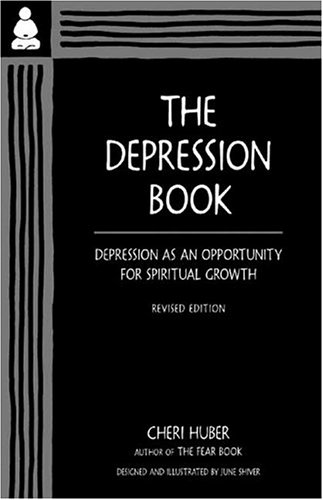 THE
DEPRESSION
BOOK
DEPRESSION AS AN OPPORTUNITY
FOR SPIRITUAL GROWTH
REVISED EDITION
CHERI HUBER
AUTHOR OF THE FEAR BOOK
DESIGNED AND ILLUSTRATED BY JUNE SHIVER